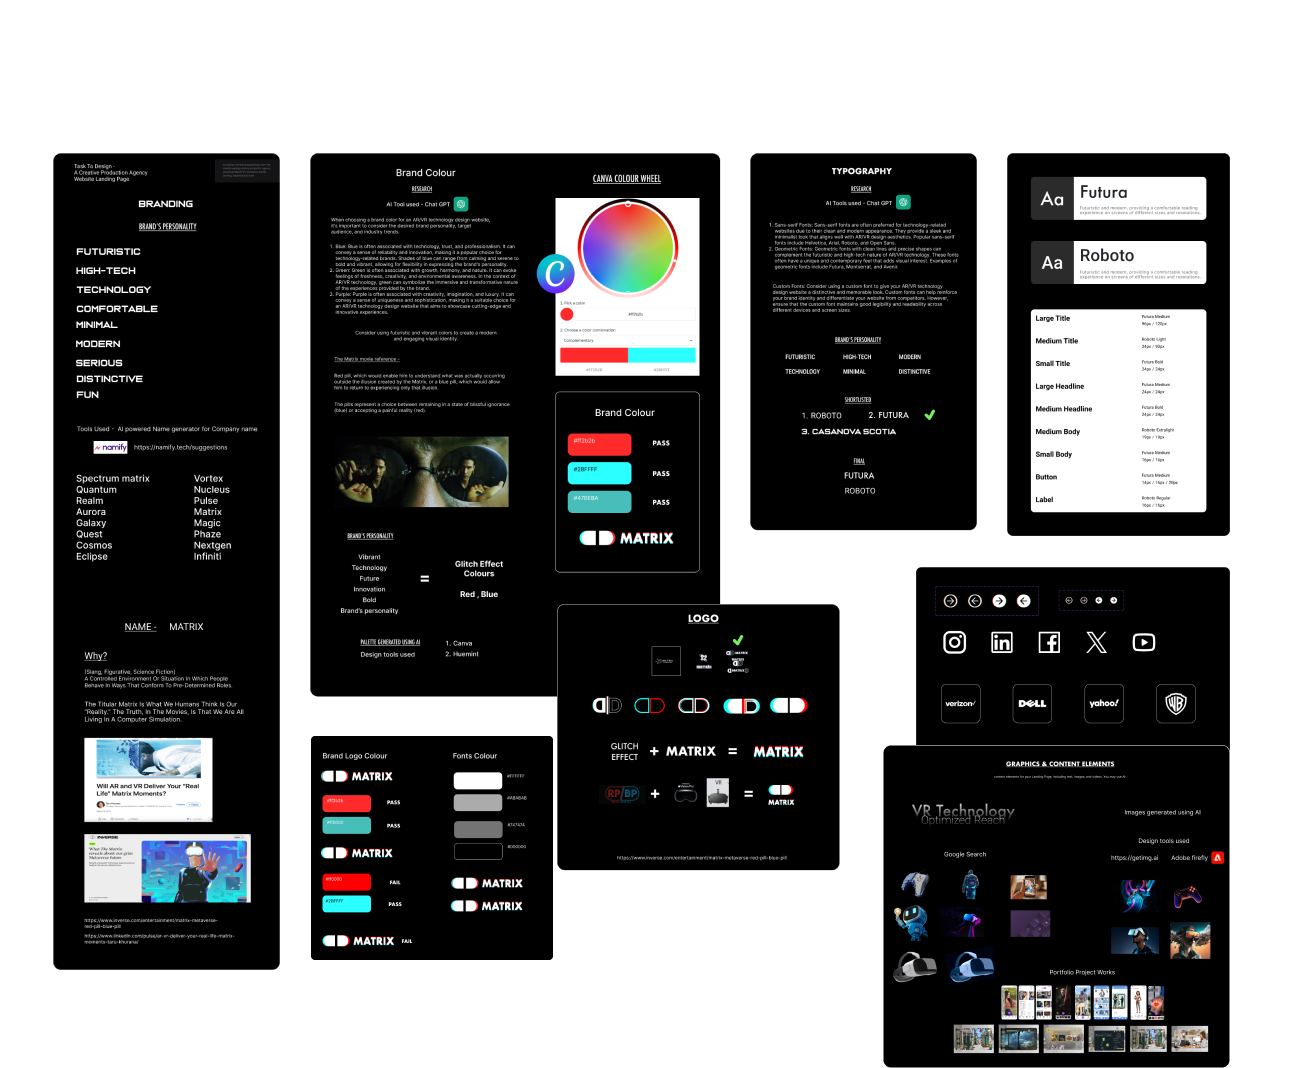 Task To Design -
A Creative Production Agency
Website Landing Page
BRANDING
BRAND'S PERSONALITY
FUTURISTIC
HIGH-TECH
TECHNOLOGY
COMFORTABLE
MINIMAL
MODERN
SERIOUS
DISTINCTIVE
FUN
Tools Used - AI powered Name generator for Company name
namify
https://namify.tech/suggestions
Spectrum matrix
Quantum
Realm
Aurora
Galaxy
Quest
Cosmos
Eclipse
Vortex
Nucleus
Pulse
Matrix
Magic
Phaze
Nextgen
Infiniti
NAME - MATRIX
Why?
(Slang, Figurative, Science Fiction)
A Controlled Environment Or Situation In Which People
Behave In Ways That Conform To Pre-Determined Roles.
The Titular Matrix Is What We Humans Think Is Our
"Reality." The Truth, In The Movies, Is That We Are All
Living In A Computer Simulation.
Will AR and VR Deliver Your "Real
Life" Matrix Moments?
INVERSE
What The Matrix
reveals about our grim
Metaverse future
https://www.inverse.com/entertainment/matrix-metaverse-
red-pill-blue-pill
https://www.linkedin.com/pulse/ar-vr-deliver-your-real-life-matrix-
moments-taru-khurana/
Brand Colour
RESEARCH
AI Tool used - Chat GPT
When choosing a brand color for an AR/VR technology design website,
it's important to consider the desired brand personality, target
audience, and industry trends.
1. Blue: Blue is often associated with technology, trust, and professionalism. It can
convey a sense of reliability and innovation, making it a popular choice for
technology-related brands. Shades of blue can range from calming and serene to
bold and vibrant, allowing for flexibility in expressing the brand's personality.
2. Green: Green is often associated with growth, harmony, and nature. It can evoke
feelings of freshness, creativity, and environmental awareness. In the context of
AR/VR technology, green can symbolize the immersive and transformative nature
of the experiences provided by the brand.
3. Purple: Purple is often associated with creativity, imagination, and luxury. It can
convey a sense of uniqueness and sophistication, making it a suitable choice for
an AR/VR technology design website that aims to showcase cutting-edge and
innovative experiences.
Consider using futuristic and vibrant colors to create a modern
and engaging visual identity.
The Matrix movie reference -
Red pill, which would enable him to understand what was actually occurring
outside the illusion created by the Matrix, or a blue pill, which would allow
him to return to experiencing only that illusion.
The pills represent a choice between remaining in a state of blissful ignorance
(blue) or accepting a painful reality (red).
BRAND'S PERSONALITY
Vibrant
Technology
Future
Innovation
Bold
Brand's personality
=
Glitch Effect
Colours
Red , Blue
PALETTE GENERATED USING AI
Design tools used
1. Canva
2. Huemint
CANVA COLOUR WHEEL
C
1. Pick a color
#ff2b2b
2. Choose a color combination
Complementary
#FF2B2B
#2BFFFF
Brand Colour
#ff2b2b
PASS
#2BFFFF
PASS
#47BEBA
PASS
MATRIX
Brand Logo Colour
MATRIX
#ff2b2b
PASS
PASS
MATRIX
#ff0000
FAIL
#2BFFFF
PASS
MATRIX FAIL
Fonts Colour
#FFFFFF
#ABABAB
#747474
#000000
MATRIX
MATRIX
LOGO
MATRIX
MATRIX
MATRIX
GLITCH
EFFECT
+ MATRIX = MATRIX
RP/BP
+
VR
=
MATRIX
https://www.inverse.com/entertainment/matrix-metaverse-red-pill-blue-pill
TYPOGRAPHY
RESEARCH
AI Tools used - Chat GPT
1. Sans-serif Fonts: Sans-serif fonts are often preferred for technology-related
websites due to their clean and modern appearance. They provide a sleek and
minimalist look that aligns well with AR/VR design aesthetics. Popular sans-serif
fonts include Helvetica, Arial, Roboto, and Open Sans.
2. Geometric Fonts: Geometric fonts with clean lines and precise shapes can
complement the futuristic and high-tech nature of AR/VR technology. These fonts
often have a unique and contemporary feel that adds visual interest. Examples of
geometric fonts include Futura, Montserrat, and Avenir.
Custom Fonts: Consider using a custom font to give your AR/VR technology
design website a distinctive and memorable look. Custom fonts can help reinforce
your brand identity and differentiate your website from competitors. However,
ensure that the custom font maintains good legibility and readability across
different devices and screen sizes.
BRAND'S PERSONALITY
FUTURISTIC HIGH-TECH MODERN
TECHNOLOGY MINIMAL DISTINCTIVE
SHORTLISTED
1. ROBOTO 2. FUTURA
3. CASANOVA SCOTIA
FINAL
FUTURA
ROBOTO
Aa
Futura
Futuristic and modern, providing a comfortable reading
experience on screens of different sizes and resolutions.
Aa
Roboto
Futuristic and modern, providing a comfortable reading
experience on screens of different sizes and resolutions.
Large Title
Futura Medium
96px / 120px
Medium Title
Roboto Light
Small Title
Futura Bold
24px / 24px
Large Headline
Futura Medium
24px / 24px
Medium Headline
Futura Bold
24px / 24px
Medium Body
Roboto Extralight
19px / 19px
Small Body
Futura Medium
16px / 16px
Button
Futura Medium
14px / 16px / 20px
Label
Roboto Regular
16px / 16px
verizon
DELL
yahoo!
WB
GRAPHICS & CONTENT ELEMENTS
content elements for your Landing Page, including text, images, and videos. You may use AI
VR Technology
Optimized Reach
Images generated using AI
Design tools used
Google Search
https://getimg.ai
Adobe firefly
Portfolio Project Works